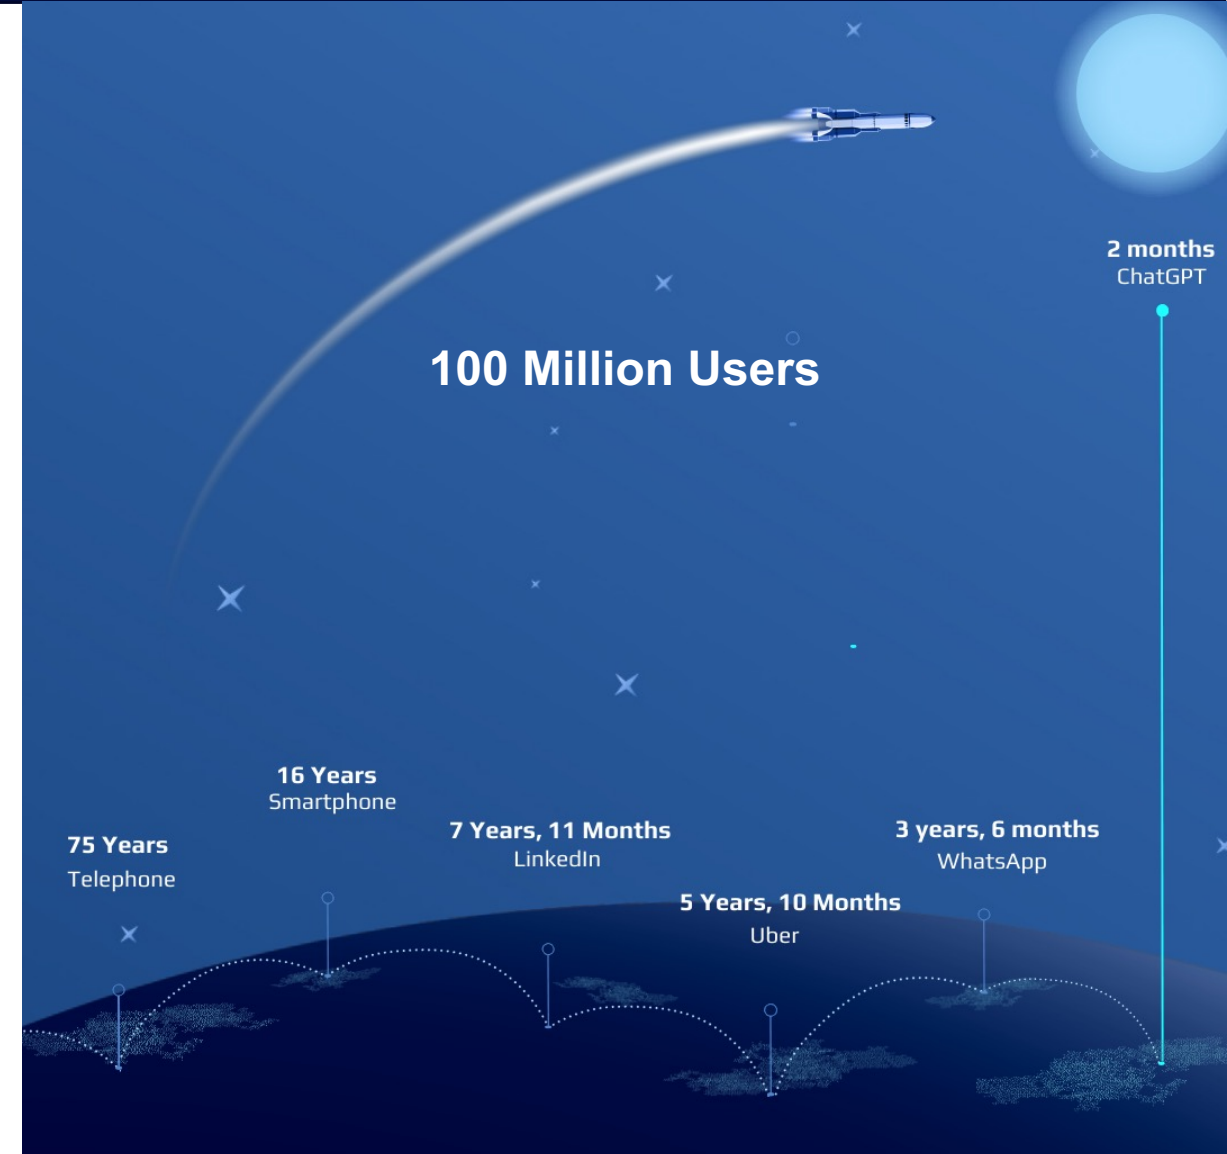 2 months
ChatGPT
100 Million Users
16 Years
Smartphone
75 Years
Telephone
7 Years, 11 Months
LinkedIn
5 Years, 10 Months
Uber
3 years, 6 months
WhatsApp